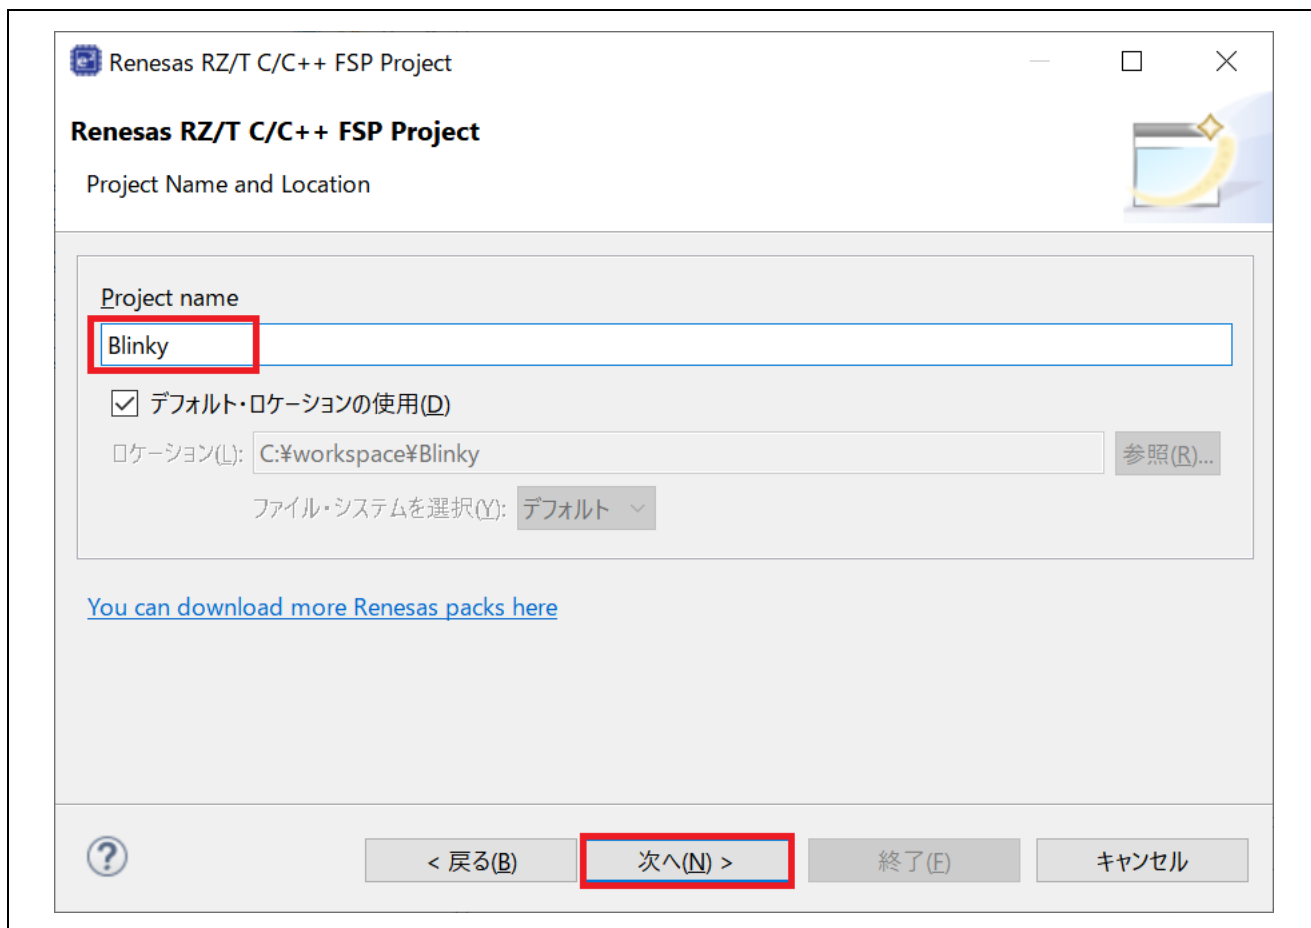 Renesas RZ/T C/C++ FSP Project
Renesas RZ/T C/C++ FSP Project
Project Name and Location
Project name
Blinky
デフォルト・ロケーションの使用(D)
ロケーション(L): C:¥workspace¥Blinky 参照(R)...
ファイル・システムを選択(Y): デフォルト
You can download more Renesas packs here
< 戻る(B) 次へ(N) > 終了(F) キャンセル